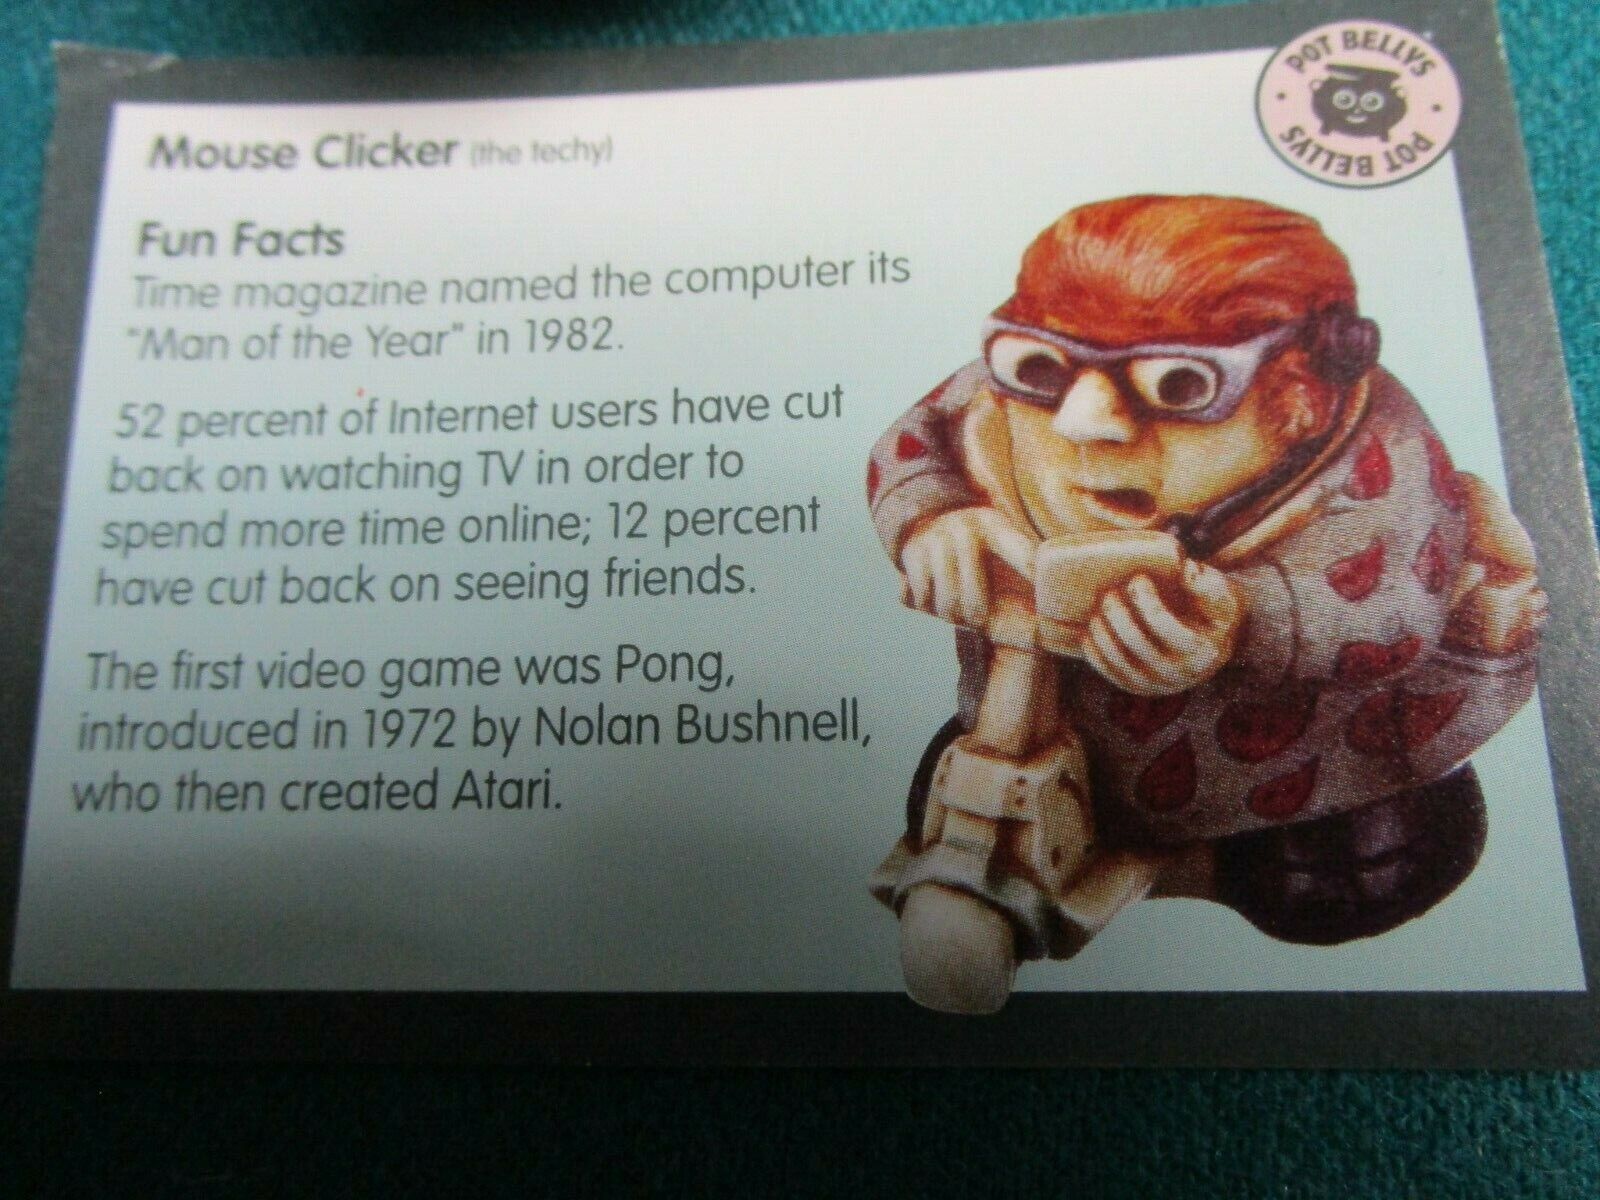 POT BELLYS
POT BELLYS
Mouse Clicker (the techy)
Fun Facts
Time magazine named the computer its
"Man of the Year" in 1982.
52 percent of Internet users have cut
back on watching TV in order to
spend more time online; 12 percent
have cut back on seeing friends.
The first video game was Pong,
introduced in 1972 by Nolan Bushnell,
who then created Atari.